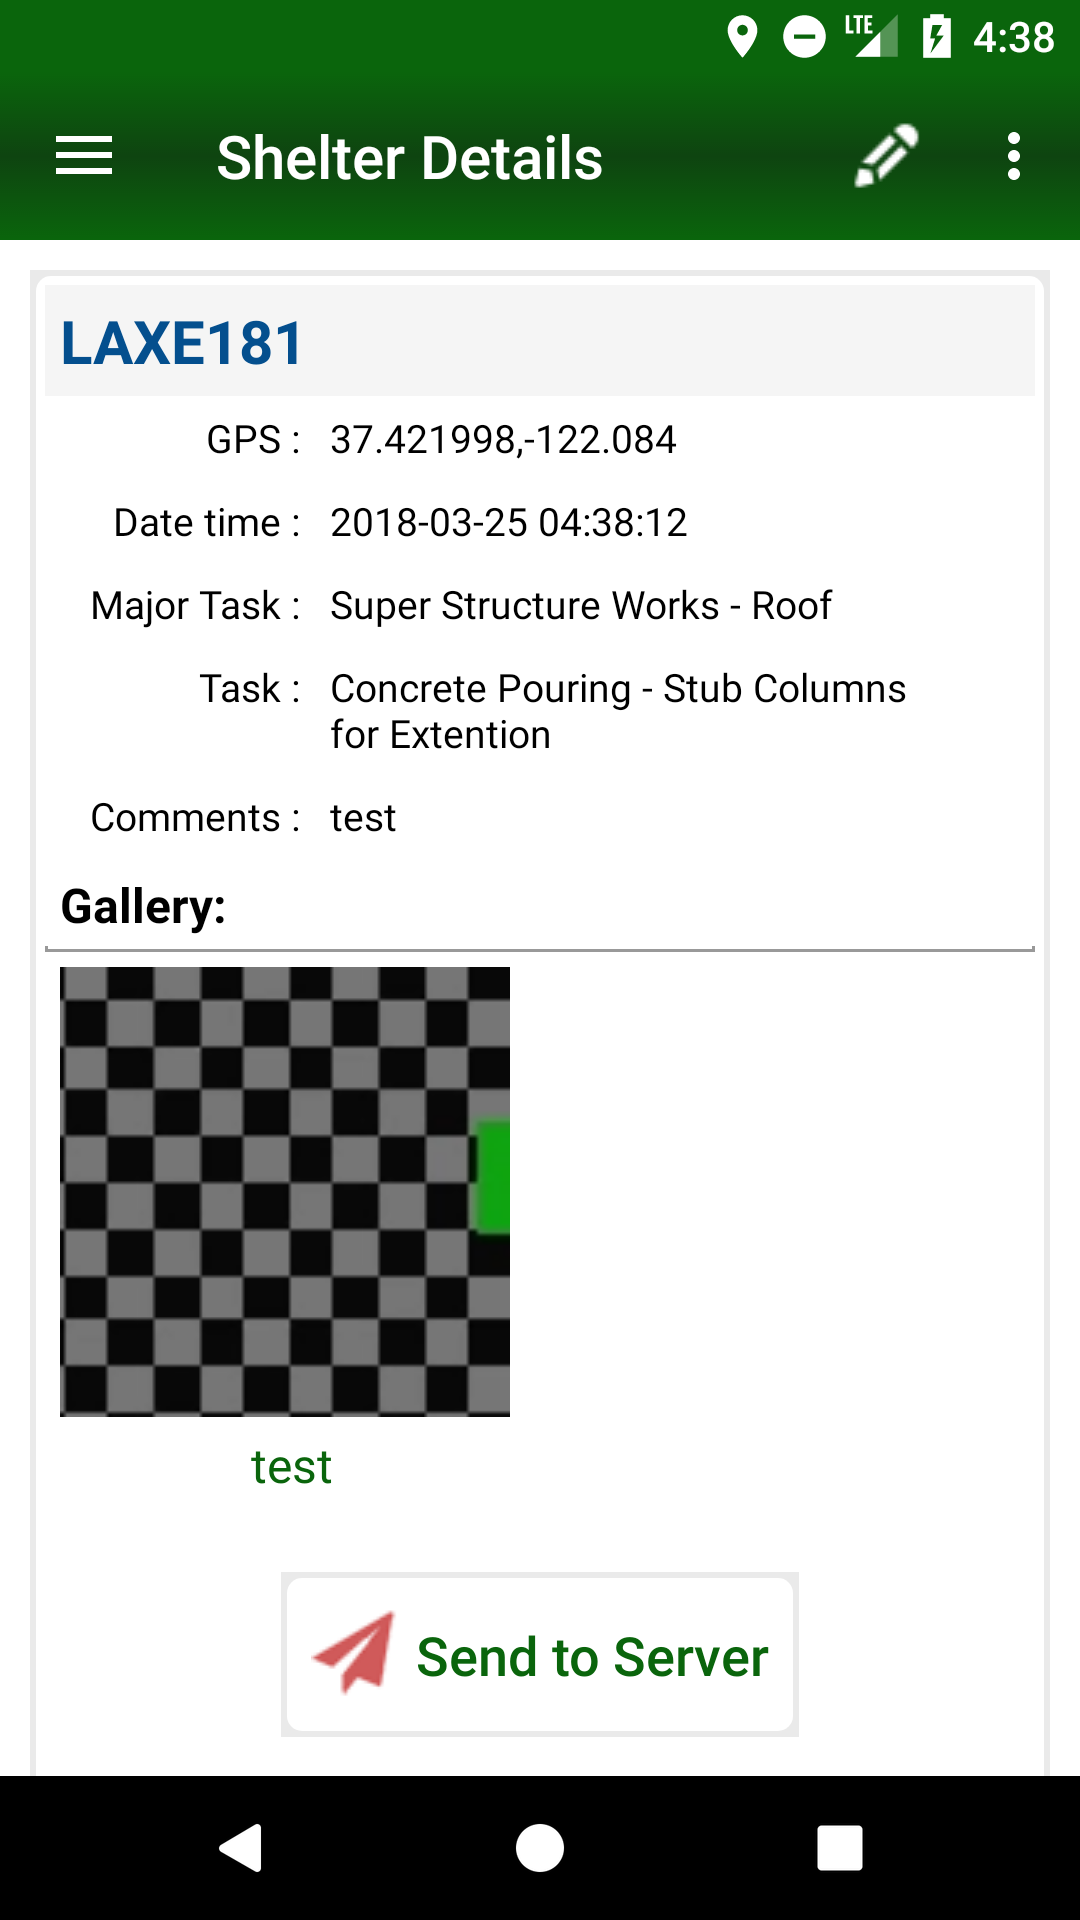 LTE 4:38
Shelter Details
LAXE181
GPS : 37.421998,-122.084
Date time : 2018-03-25 04:38:12
Major Task : Super Structure Works - Roof
Task : Concrete Pouring - Stub Columns
for Extention
Comments : test
Gallery:
test
Send to Server